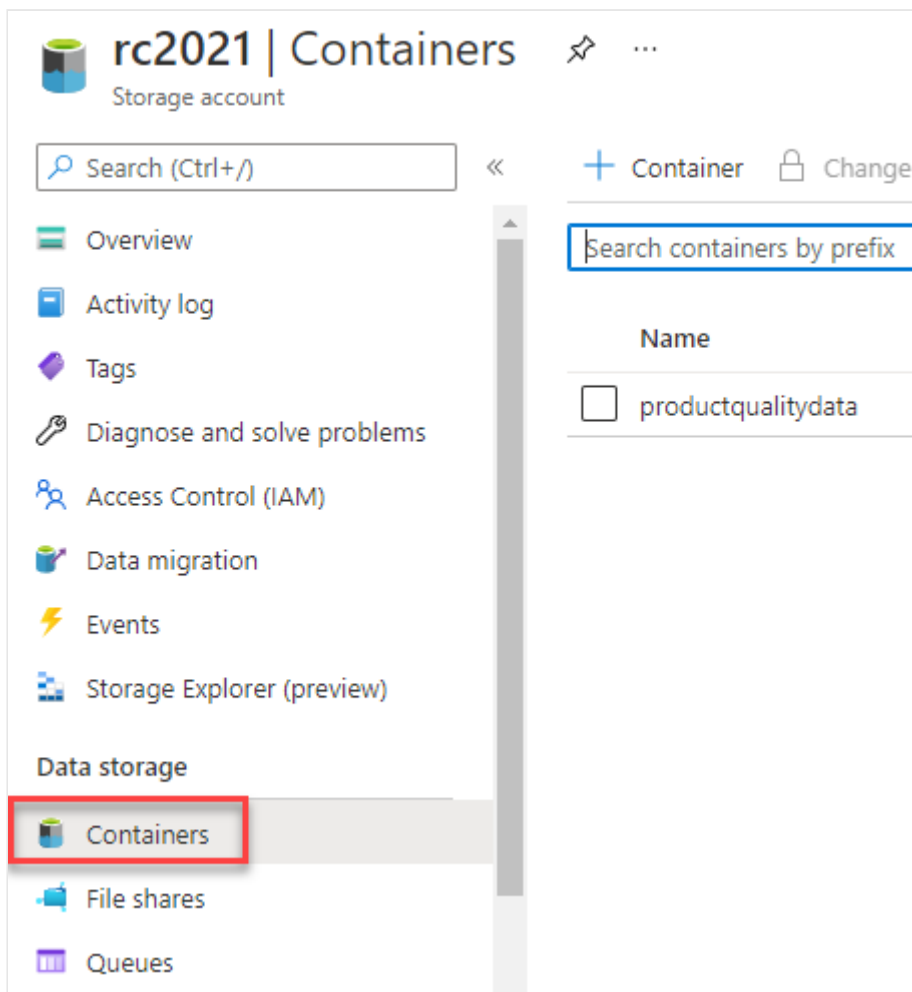 rc2021 | Containers
Storage account
Search (Ctrl+/)
Overview
Activity log
Tags
Diagnose and solve problems
Access Control (IAM)
Data migration
Events
Storage Explorer (preview)
Data storage
Containers
File shares
Queues
Container
Change
Search containers by prefix
Name
productqualitydata